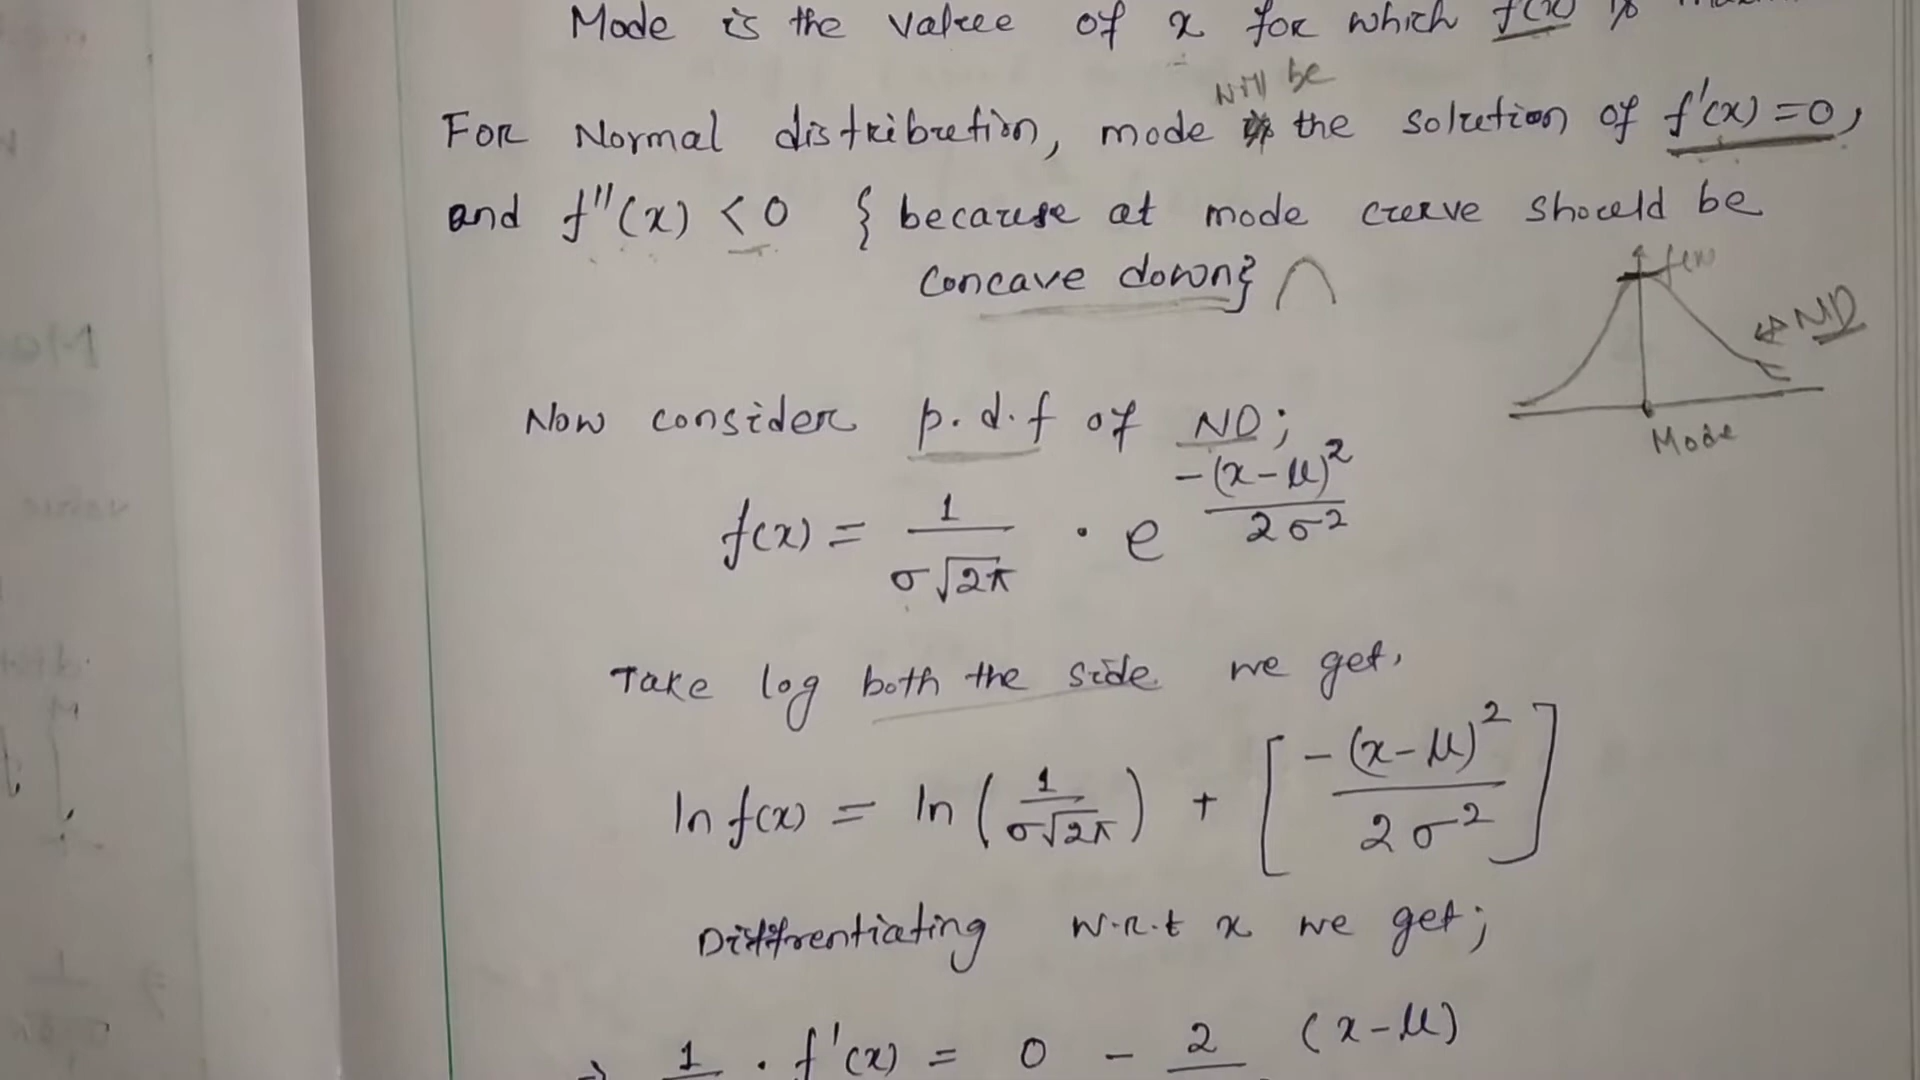 Mode is the value of x for which f(x) is
will be
For Normal distribution, mode the solution of f'(x) = 0,
and f''(x) < 0 { because at mode curve should be
concave down}
f(x)
ND
Mode
Now consider p.d.f of ND;
f(x) = 1/(σ√2π) · e^(-(x-μ)²/2σ²)
Take log both the side we get,
ln f(x) = ln (1/(σ√2π)) + [-(x-μ)²/2σ²]
Diffrentiating w.r.t x we get;
⇒ 1 · f'(x) = 0 - 2 (x-μ)